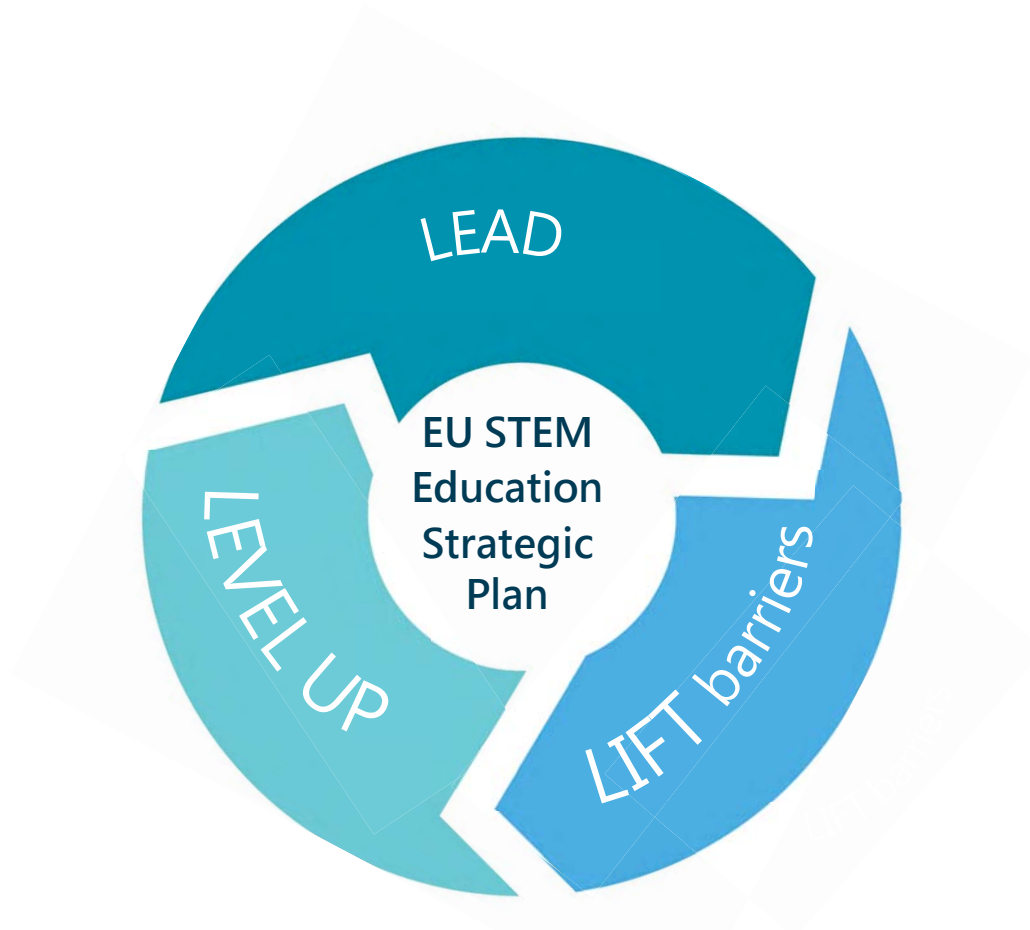 LEAD
EU STEM
Education
Strategic
Plan
LEVEL UP
LIFT barriers